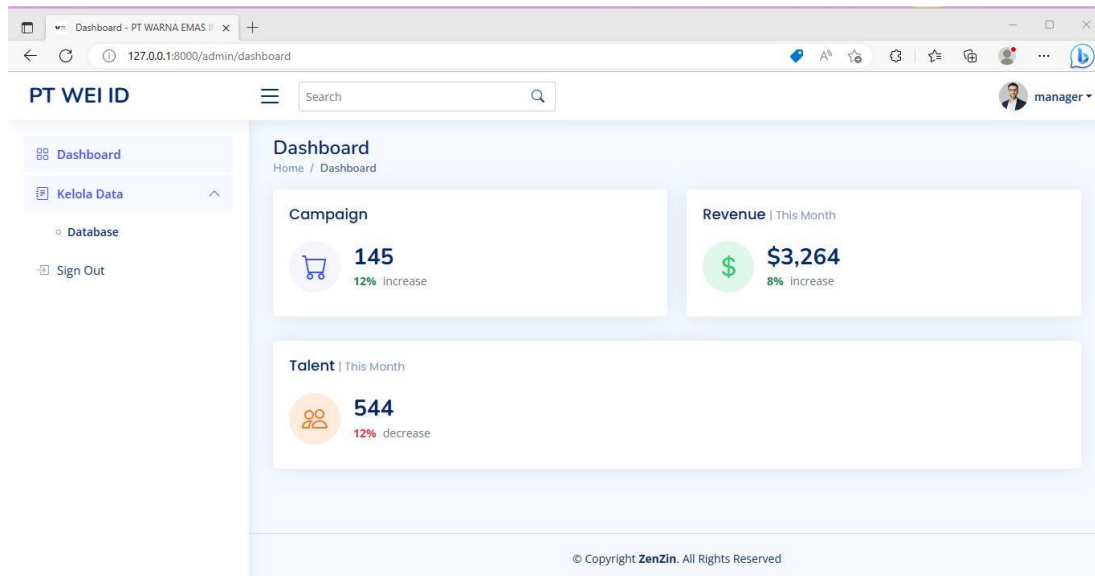 Dashboard - PT WARNA EMAS I
127.0.0.1:8000/admin/dashboard
PT WEI ID
Search
manager
Dashboard
Kelola Data
Database
Sign Out
Dashboard
Home / Dashboard
Campaign
145
12% increase
Revenue | This Month
$3,264
8% increase
Talent | This Month
544
12% decrease
© Copyright ZenZin. All Rights Reserved